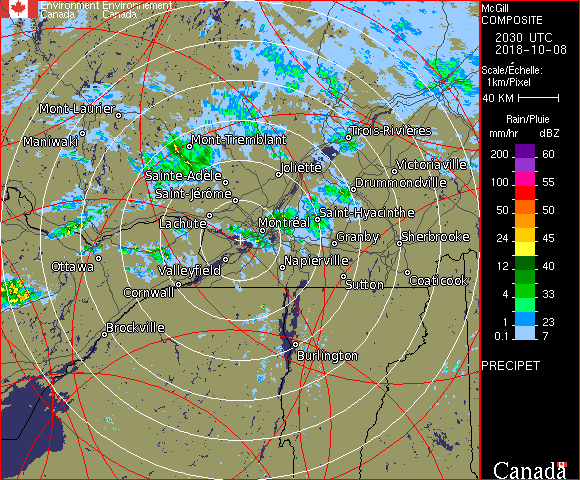 Environment Environnement
Canada Canada
McGill
COMPOSITE
2030 UTC
2018-10-08
Scale/Échelle:
1km/Pixel
40 KM
Rain/Pluie
mm/hr dBZ
200 60
100 55
50 50
24 45
12 40
4 33
1 23
0.1 7
PRECIPET
Canada
Mont-Laurier
Maniwaki
Mont-Tremblant
Trois-Rivières
Joliette
Victoriaville
Sainte-Adèle
Drummondville
Saint-Jérôme
Lachute
Montréal
Saint-Hyacinthe
Granby
Sherbrooke
Ottawa
Valleyfield
Napierville
Cornwall
Sutton
Coaticook
Brockville
Burlington